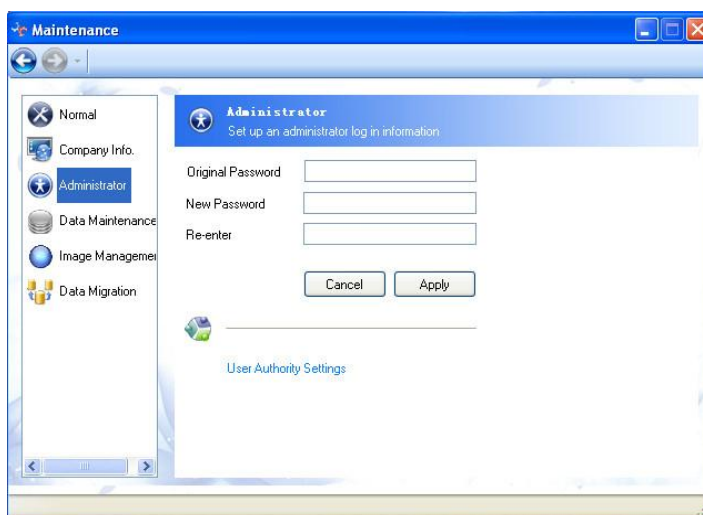 Maintenance
Normal
Company Info.
Administrator
Data Maintenance
Image Managemer
Data Migration
Administrator
Set up an administrator log in information
Original Password
New Password
Re-enter
Cancel
Apply
User Authority Settings